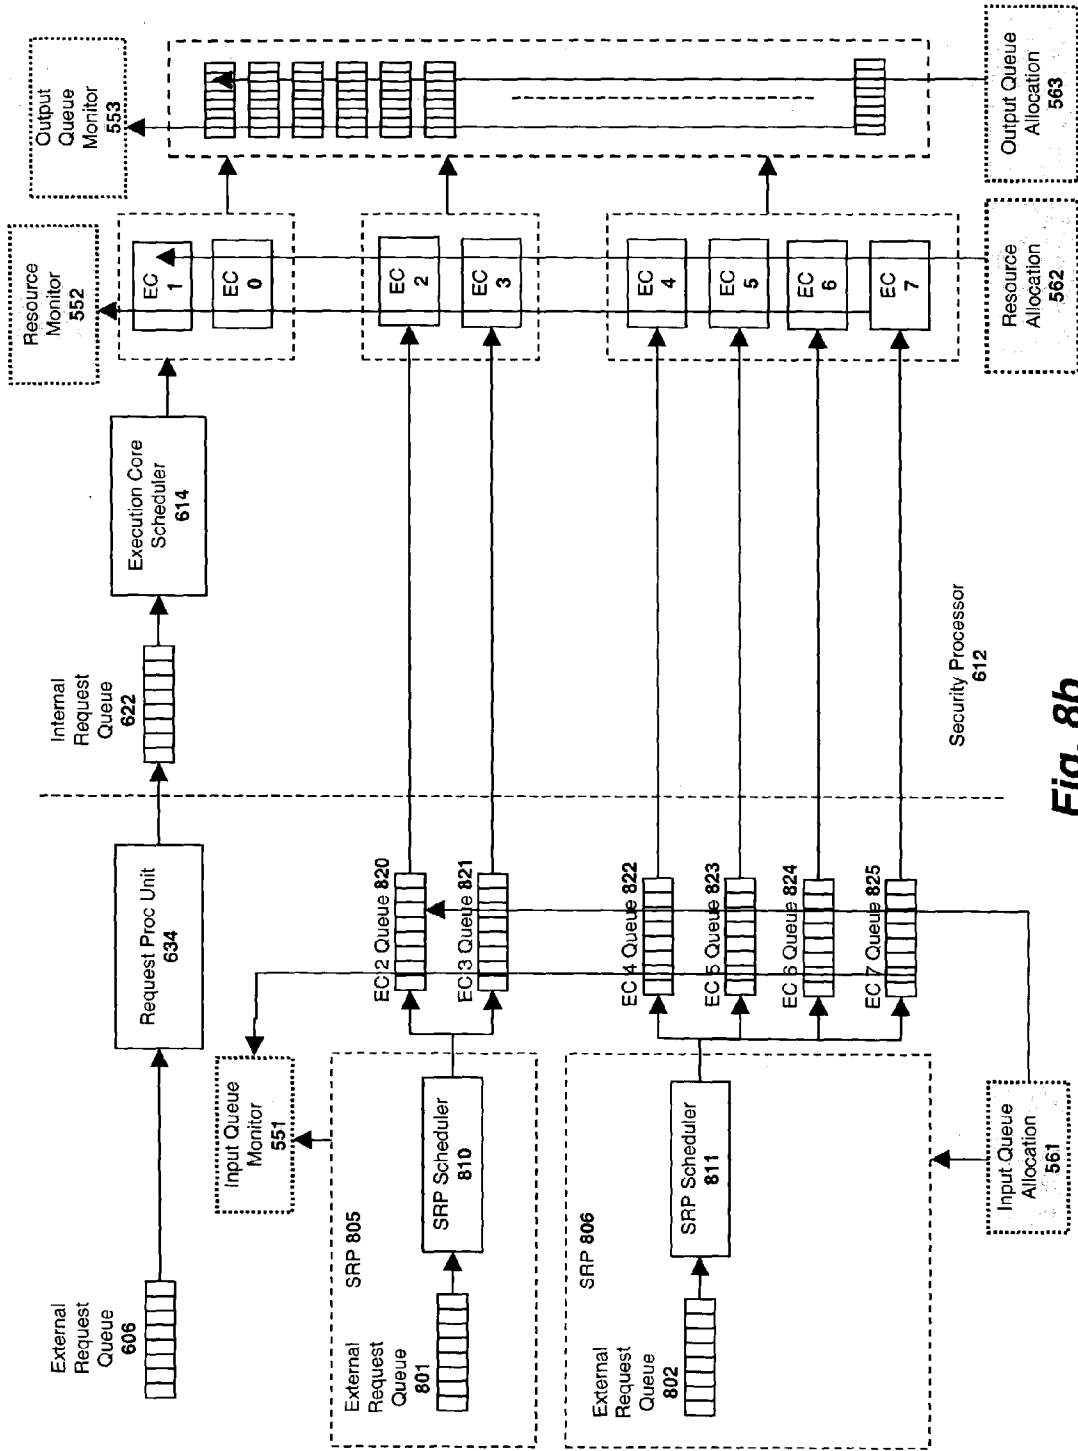 External
Request
Queue
606
Request Proc Unit
634
Internal
Request
Queue
622
Execution Core
Scheduler
614
Resource
Monitor
552
Output
Queue
Monitor
553
Input Queue
Monitor
551
EC
1
EC
0
SRP 805
External
Request
Queue
801
SRP Scheduler
810
EC 2 Queue 820
EC 3 Queue 821
EC
2
EC
3
SRP 806
External
Request
Queue
802
SRP Scheduler
811
EC 4 Queue 822
EC 5 Queue 823
EC 6 Queue 824
EC 7 Queue 825
EC
4
EC
5
EC
6
EC
7
Input Queue
Allocation
561
Security Processor
612
Resource
Allocation
562
Output Queue
Allocation
563
Fig. 8b